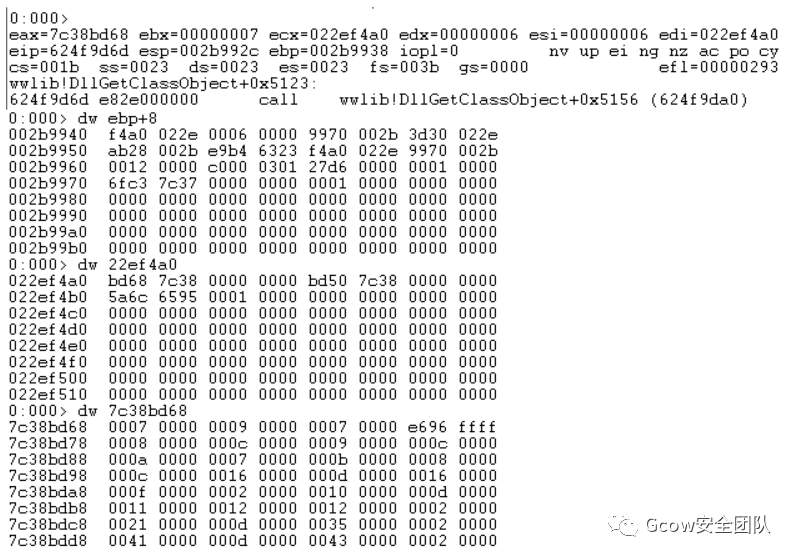 0:000>
eax=7c38bd68 ebx=00000007 ecx=022ef4a0 edx=00000006 esi=00000006 edi=022ef4a0
eip=624f9d6d esp=002b992c ebp=002b9938 iopl=0         nv up ei ng nz ac po cy
cs=001b  ss=0023  ds=0023  es=0023  fs=003b  gs=0000             efl=00000293
wwlib!DllGetClassObject+0x5123:
624f9d6d e82e000000      call    wwlib!DllGetClassObject+0x5156 (624f9da0)
0:000> dw ebp+8
002b9940  f4a0 022e 0006 0000 9970 002b 3d30 022e
002b9950  ab28 002b e9b4 6323 f4a0 022e 9970 002b
002b9960  0012 0000 c000 0301 27d6 0000 0001 0000
002b9970  6fc3 7c37 0000 0000 0001 0000 0000 0000
002b9980  0000 0000 0000 0000 0000 0000 0000 0000
002b9990  0000 0000 0000 0000 0000 0000 0000 0000
002b99a0  0000 0000 0000 0000 0000 0000 0000 0000
002b99b0  0000 0000 0000 0000 0000 0000 0000 0000
0:000> dw 22ef4a0
022ef4a0  bd68 7c38 0000 0000 bd50 7c38 0000 0000
022ef4b0  5a6c 6595 0001 0000 0000 0000 0000 0000
022ef4c0  0000 0000 0000 0000 0000 0000 0000 0000
022ef4d0  0000 0000 0000 0000 0000 0000 0000 0000
022ef4e0  0000 0000 0000 0000 0000 0000 0000 0000
022ef4f0  0000 0000 0000 0000 0000 0000 0000 0000
022ef500  0000 0000 0000 0000 0000 0000 0000 0000
022ef510  0000 0000 0000 0000 0000 0000 0000 0000
0:000> dw 7c38bd68
7c38bd68  0007 0000 0009 0000 0007 0000 e696 ffff
7c38bd78  0008 0000 000c 0000 0009 0000 000c 0000
7c38bd88  000a 0000 0007 0000 000b 0000 0008 0000
7c38bd98  000c 0000 0016 0000 000d 0000 0016 0000
7c38bda8  000f 0000 0002 0000 0010 0000 000d 0000
7c38bdb8  0011 0000 0012 0000 0012 0000 0002 0000
7c38bdc8  0021 0000 000d 0000 0035 0000 0002 0000
7c38bdd8  0041 0000 000d 0000 0043 0000 0002 0000
Gcow安全团队